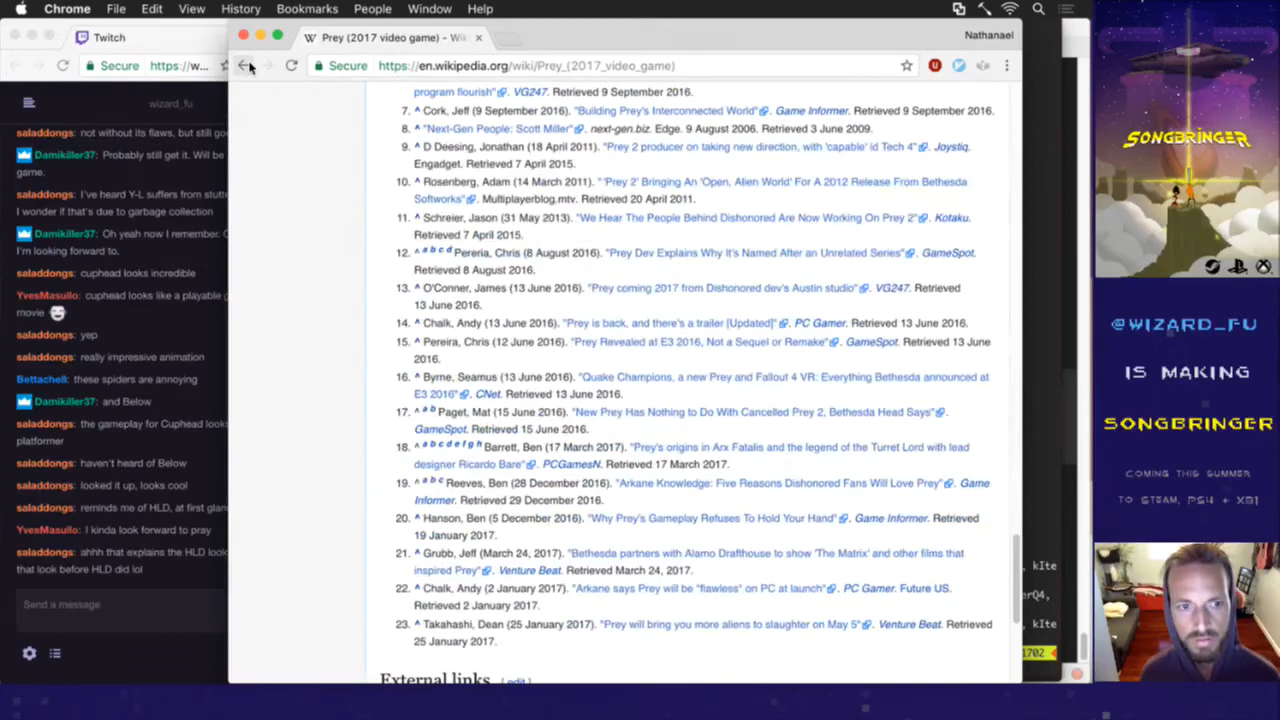 Chrome File Edit View History Bookmarks People Window Help
Twitch
Prey (2017 video game) – Wi
Nathanael
Secure https://w...
Secure https://en.wikipedia.org/wiki/Prey_(2017_video_game)
wizard_fu
saladdongs: not without its flaws, but still go
Damikiller37: Probably still get it. Will be
game.
saladdongs: I've heard Y-L suffers from stutt
I wonder if that's due to garbage collection
Damikiller37: Oh yeah now I remember.
I'm looking forward to.
saladdongs: cuphead looks incredible
YvesMasullo: cuphead looks like a playable
movie
saladdongs: yep
saladdongs: really impressive animation
Bettache8: these spiders are annoying
Damikiller37: and Below
saladdongs: the gameplay for Cuphead looks
platformer
saladdongs: haven't heard of Below
saladdongs: looked it up, looks cool
saladdongs: reminds me of HLD, at first glan
YvesMasullo: I kinda look forward to pray
saladdongs: ahhh that explains the HLD look
that look before HLD did lol
Send a message
program flourish". VG247. Retrieved 9 September 2016.
7. ^ Cork, Jeff (9 September 2016). "Building Prey's Interconnected World". Game Informer. Retrieved 9 September 2016.
8. ^ "Next-Gen People: Scott Miller". next-gen.biz. Edge. 9 August 2006. Retrieved 3 June 2009.
9. ^ D Deesing, Jonathan (18 April 2011). "Prey 2 producer on taking new direction, with 'capable' id Tech 4". Joystiq.
Engadget. Retrieved 7 April 2015.
10. ^ Rosenberg, Adam (14 March 2011). "'Prey 2' Bringing An 'Open, Alien World' For A 2012 Release From Bethesda
Softworks". Multiplayerblog.mtv. Retrieved 20 April 2011.
11. ^ Schreier, Jason (31 May 2013). "We Hear The People Behind Dishonored Are Now Working On Prey 2". Kotaku.
Retrieved 7 April 2015.
12. ^ a b c d Pereria, Chris (8 August 2016). "Prey Dev Explains Why It's Named After an Unrelated Series". GameSpot.
Retrieved 8 August 2016.
13. ^ O'Conner, James (13 June 2016). "Prey coming 2017 from Dishonored dev's Austin studio". VG247. Retrieved
13 June 2016.
14. ^ Chalk, Andy (13 June 2016). "Prey is back, and there's a trailer [Updated]". PC Gamer. Retrieved 13 June 2016.
15. ^ Pereira, Chris (12 June 2016). "Prey Revealed at E3 2016, Not a Sequel or Remake". GameSpot. Retrieved 13 June
2016.
16. ^ Byrne, Seamus (13 June 2016). "Quake Champions, a new Prey and Fallout 4 VR: Everything Bethesda announced at
E3 2016". CNet. Retrieved 13 June 2016.
17. ^ a b Paget, Mat (15 June 2016). "New Prey Has Nothing to Do With Cancelled Prey 2, Bethesda Head Says".
GameSpot. Retrieved 15 June 2016.
18. ^ a b c d e f g h Barrett, Ben (17 March 2017). "Prey's origins in Arx Fatalis and the legend of the Turret Lord with lead
designer Ricardo Bare". PCGamesN. Retrieved 17 March 2017.
19. ^ a b c Reeves, Ben (28 December 2016). "Arkane Knowledge: Five Reasons Dishonored Fans Will Love Prey". Game
Informer. Retrieved 29 December 2016.
20. ^ Hanson, Ben (5 December 2016). "Why Prey's Gameplay Refuses To Hold Your Hand". Game Informer. Retrieved
19 January 2017.
21. ^ Grubb, Jeff (March 24, 2017). "Bethesda partners with Alamo Drafthouse to show 'The Matrix' and other films that
inspired Prey". Venture Beat. Retrieved March 24, 2017.
22. ^ Chalk, Andy (2 January 2017). "Arkane says Prey will be "flawless" on PC at launch". PC Gamer. Future US.
Retrieved 2 January 2017.
23. ^ Takahashi, Dean (25 January 2017). "Prey will bring you more aliens to slaughter on May 5". Venture Beat. Retrieved
25 January 2017.
External links [edit]
, kIte
erQ4,
, kIte
1702
SONGBRINGER
@WIZARD_FU
IS MAKING
SONGBRINGER
COMING THIS SUMMER
TO STEAM, PS4 + XB1